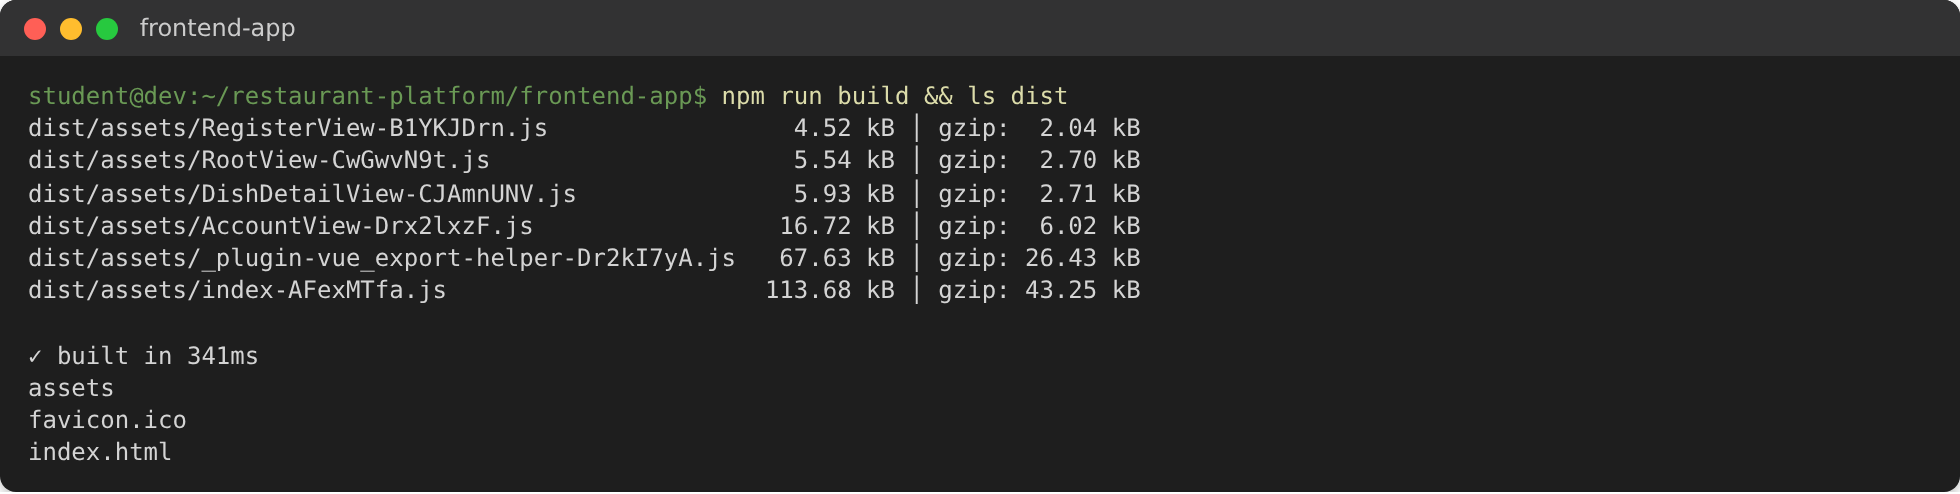 frontend-app
student@dev:~/restaurant-platform/frontend-app$ npm run build && ls dist
dist/assets/RegisterView-B1YKJDrn.js                 4.52 kB │ gzip:  2.04 kB
dist/assets/RootView-CwGwvN9t.js                     5.54 kB │ gzip:  2.70 kB
dist/assets/DishDetailView-CJAmnUNV.js               5.93 kB │ gzip:  2.71 kB
dist/assets/AccountView-Drx2lxzF.js                 16.72 kB │ gzip:  6.02 kB
dist/assets/_plugin-vue_export-helper-Dr2kI7yA.js   67.63 kB │ gzip: 26.43 kB
dist/assets/index-AFexMTfa.js                      113.68 kB │ gzip: 43.25 kB
✓ built in 341ms
assets
favicon.ico
index.html